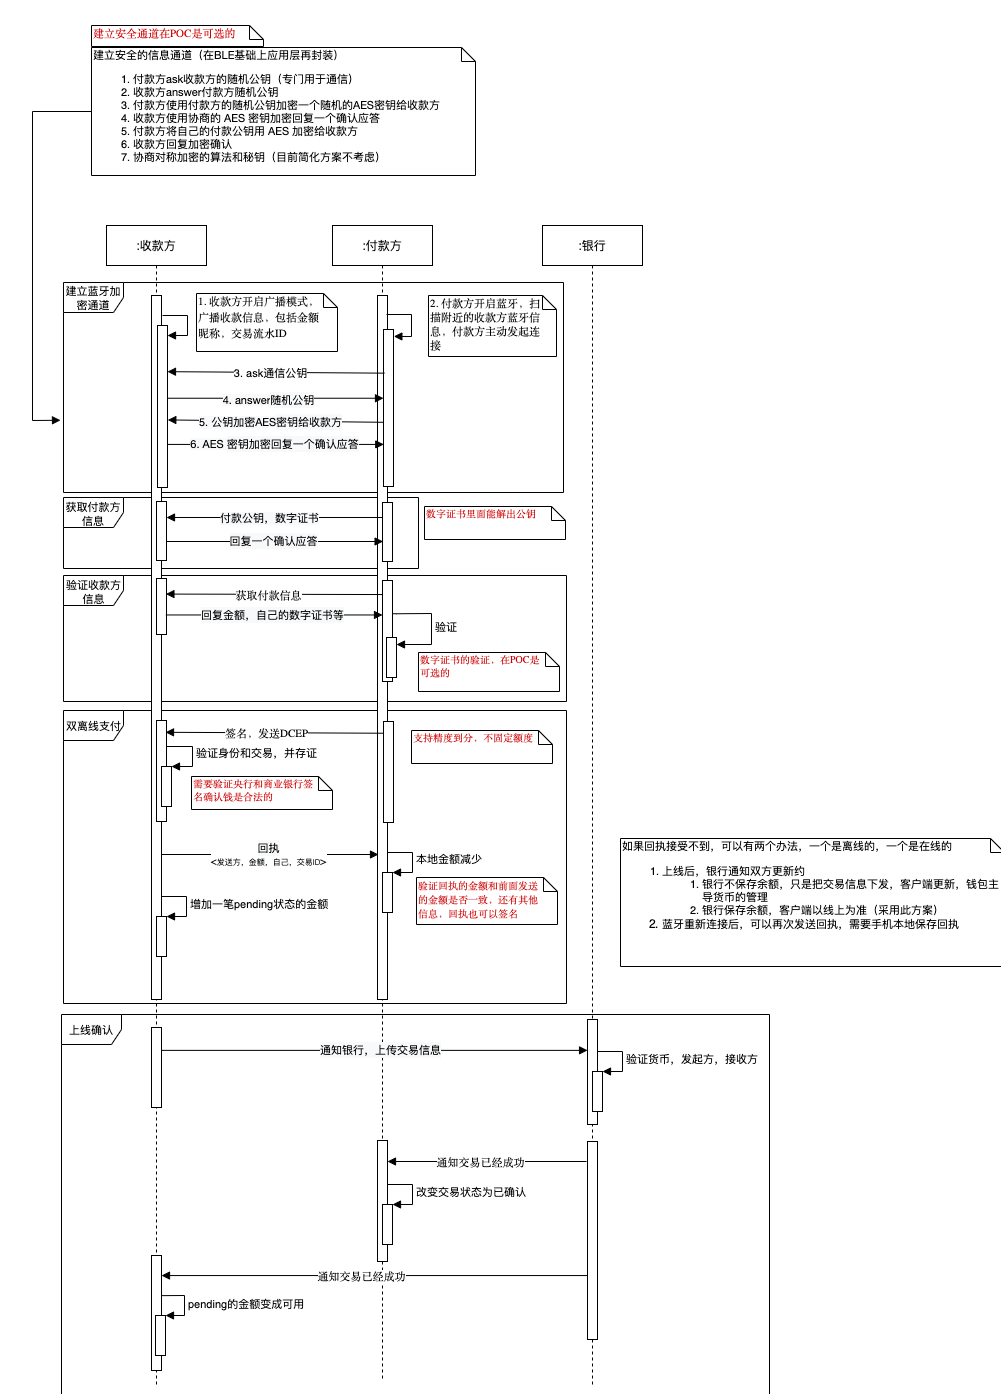 建立安全通道在POC是可选的
建立安全的信息通道（在BLE基础上应用层再封装）
1. 付款方ask收款方的随机公钥（专门用于通信）
2. 收款方answer付款方随机公钥
3. 付款方使用付款方的随机公钥加密一个随机的AES密钥给收款方
4. 收款方使用协商的 AES 密钥加密回复一个确认应答
5. 付款方将自己的付款公钥用 AES 加密给收款方
6. 收款方回复加密确认
7. 协商对称加密的算法和秘钥（目前简化方案不考虑）
:收款方
:付款方
:银行
建立蓝牙加
密通道
1. 收款方开启广播模式，
广播收款信息，包括金额
昵称，交易流水ID
2. 付款方开启蓝牙，扫
描附近的收款方蓝牙信
息，付款方主动发起连
接
3. ask通信公钥
4. answer随机公钥
5. 公钥加密AES密钥给收款方
6. AES 密钥加密回复一个确认应答
获取付款方
信息
付款公钥，数字证书
回复一个确认应答
数字证书里面能解出公钥
验证收款方
信息
获取付款信息
回复金额，自己的数字证书等
验证
数字证书的验证，在POC是
可选的
双离线支付
签名，发送DCEP
支持精度到分，不固定额度
验证身份和交易，并存证
需要验证央行和商业银行签
名确认钱是合法的
回执
<发送方，金额，自己，交易ID>
本地金额减少
验证回执的金额和前面发送
的金额是否一致，还有其他
信息，回执也可以签名
增加一笔pending状态的金额
如果回执接受不到，可以有两个办法，一个是离线的，一个是在线的
1. 上线后，银行通知双方更新约
1. 银行不保存余额，只是把交易信息下发，客户端更新，钱包主
导货币的管理
2. 银行保存余额，客户端以线上为准（采用此方案）
2. 蓝牙重新连接后，可以再次发送回执，需要手机本地保存回执
上线确认
通知银行，上传交易信息
验证货币，发起方，接收方
通知交易已经成功
改变交易状态为已确认
通知交易已经成功
pending的金额变成可用